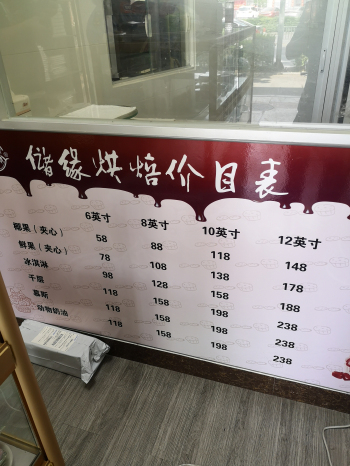 储缘烘焙价目表
6英寸 8英寸 10英寸 12英寸
椰果（夹心） 58 88 118 148
鲜果（夹心） 78 108 138 178
冰淇淋 98 128 158 188
千层 118 158 198 238
慕斯 118 158 198 238
动物奶油 118 158 198 238